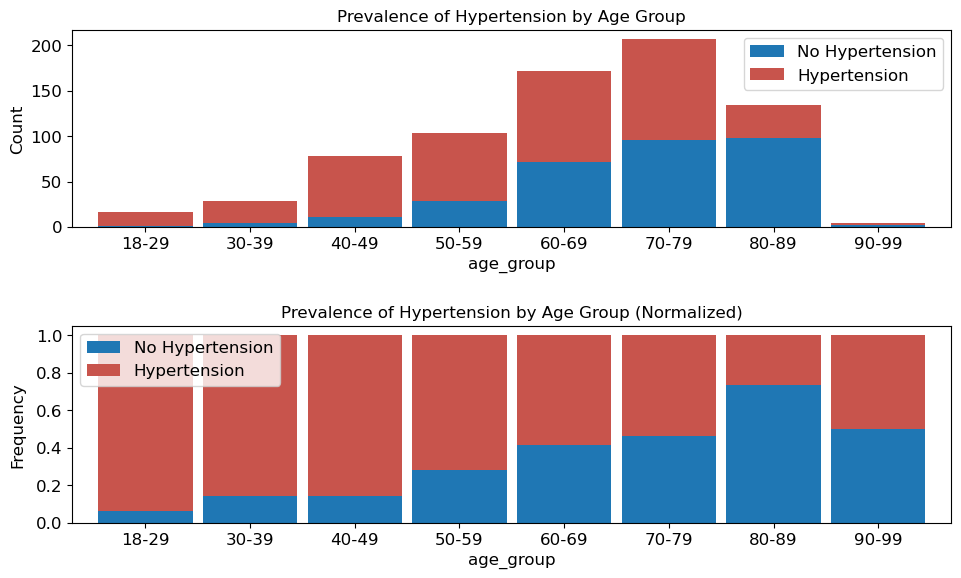 Prevalence of Hypertension by Age Group
Count
200
150
100
50
0
No Hypertension
Hypertension
18-29 30-39 40-49 50-59 60-69 70-79 80-89 90-99
age_group
Prevalence of Hypertension by Age Group (Normalized)
Frequency
1.0
0.8
0.6
0.4
0.2
0.0
No Hypertension
Hypertension
18-29 30-39 40-49 50-59 60-69 70-79 80-89 90-99
age_group